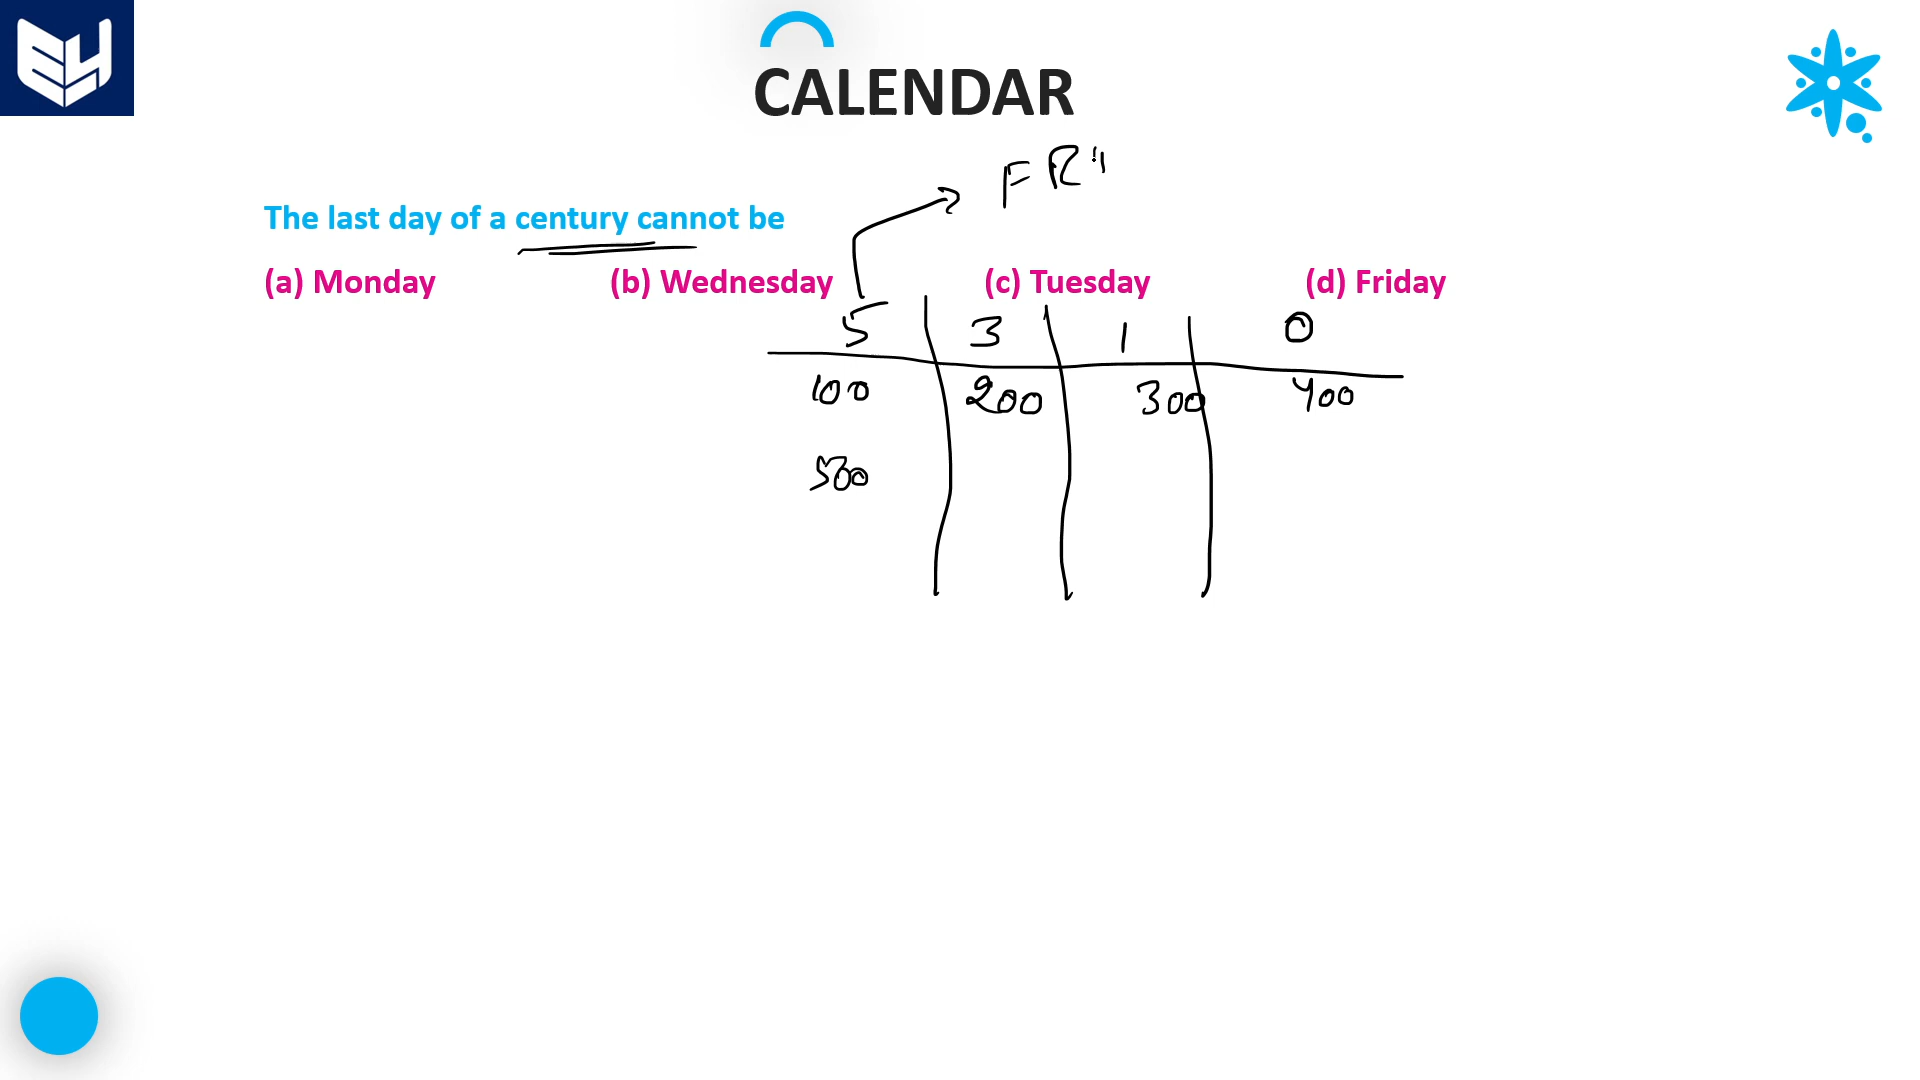 CALENDAR
FRI
The last day of a century cannot be
(a) Monday (b) Wednesday (c) Tuesday (d) Friday
5 3 1 0
100 200 300 400
500